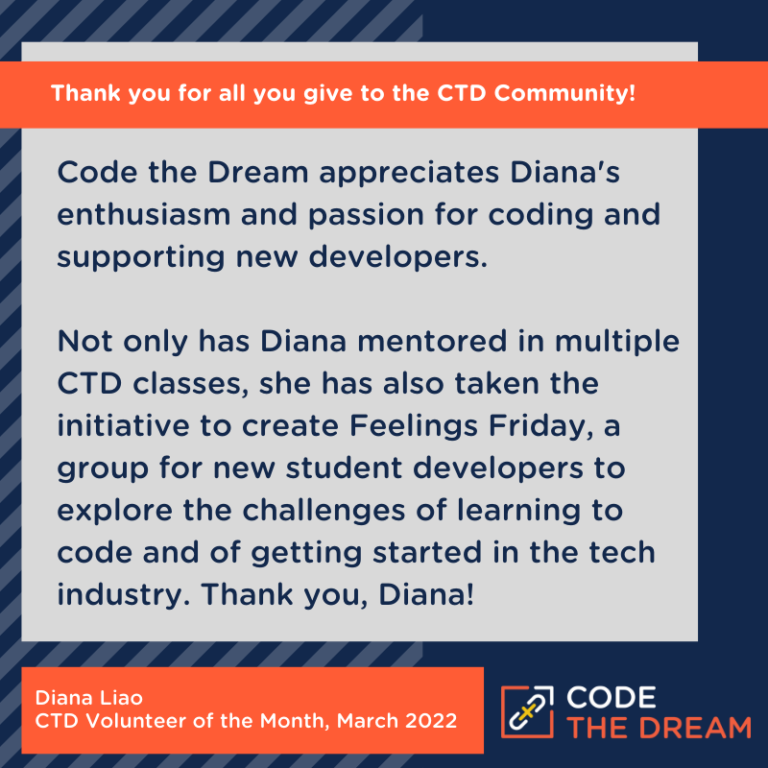 Thank you for all you give to the CTD Community!
Code the Dream appreciates Diana's
enthusiasm and passion for coding and
supporting new developers.
Not only has Diana mentored in multiple
CTD classes, she has also taken the
initiative to create Feelings Friday, a
group for new student developers to
explore the challenges of learning to
code and of getting started in the tech
industry. Thank you, Diana!
Diana Liao
CTD Volunteer of the Month, March 2022
CODE
THE DREAM